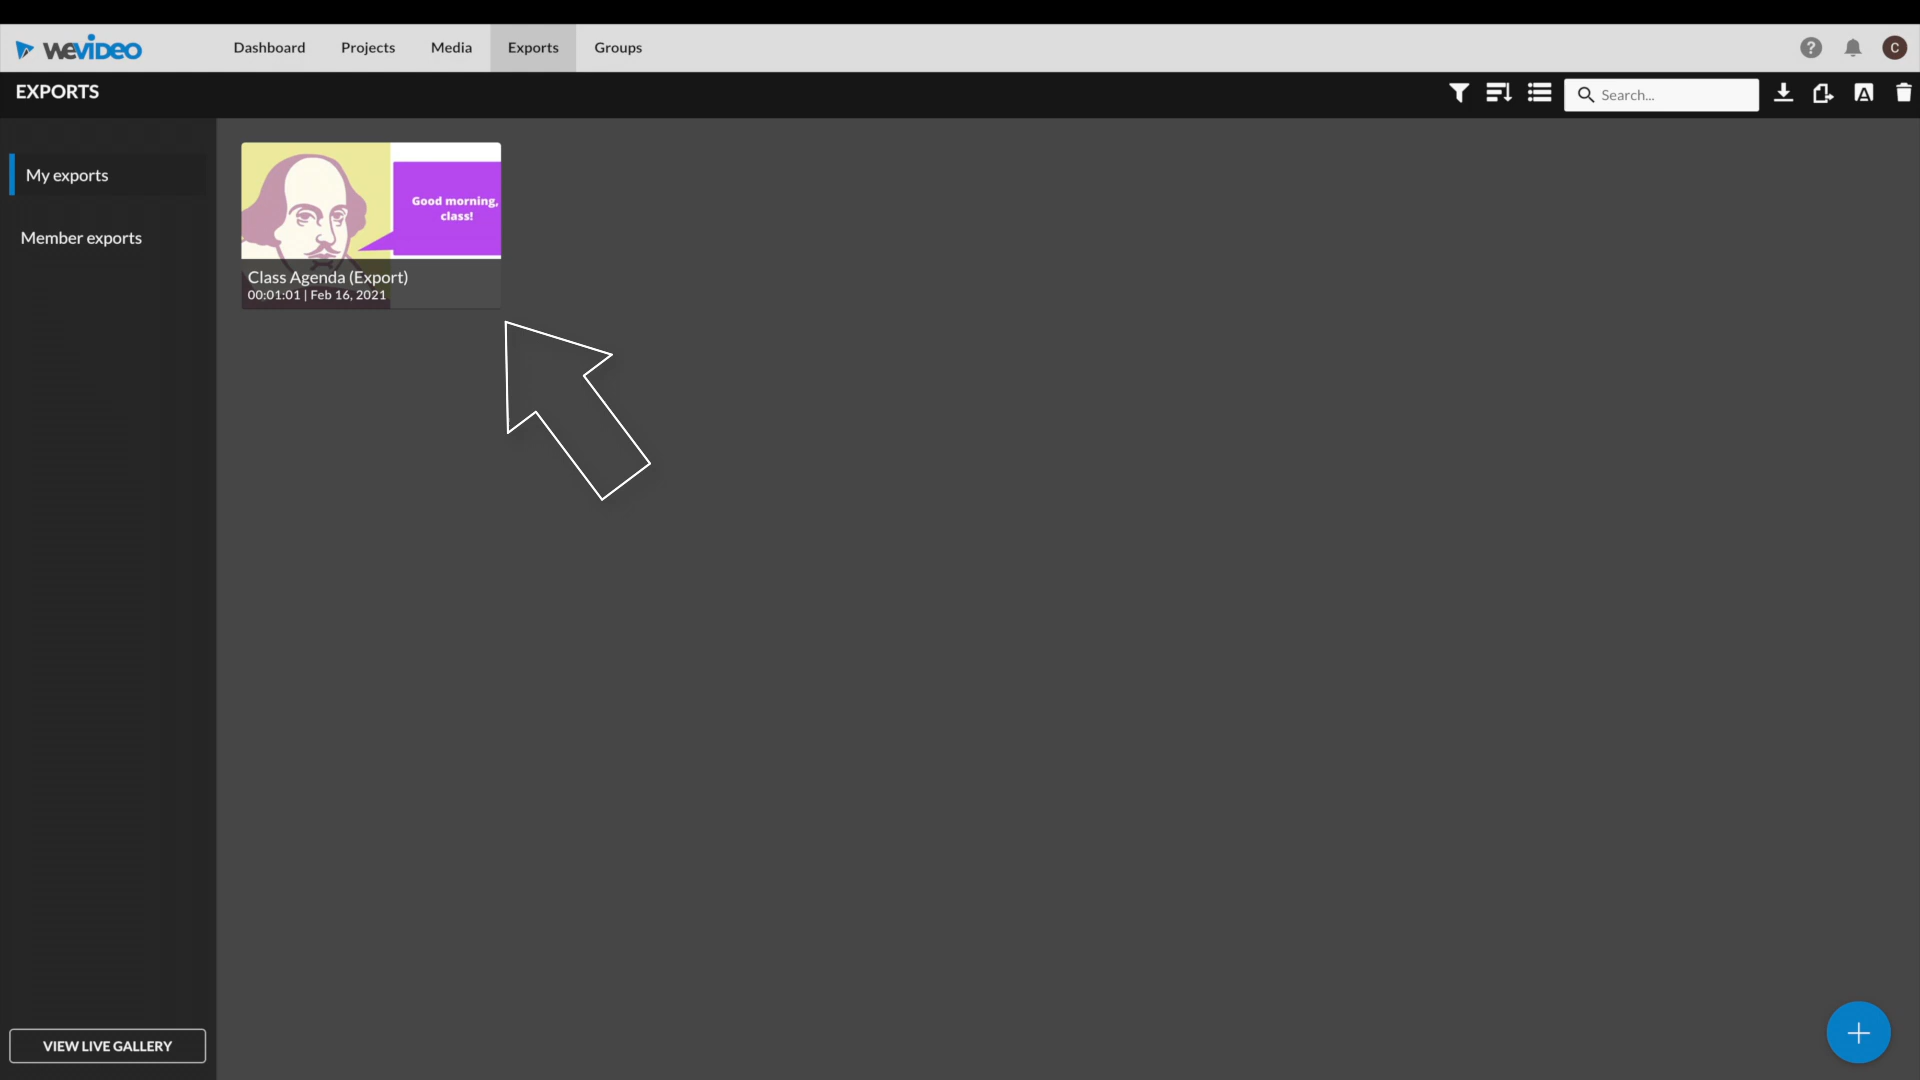 WEVIDEO
Dashboard
Projects
Media
Exports
Groups
?
C
EXPORTS
Search...
A
My exports
Member exports
Good morning,
class!
Class Agenda (Export)
00:01:01 | Feb 16, 2021
VIEW LIVE GALLERY